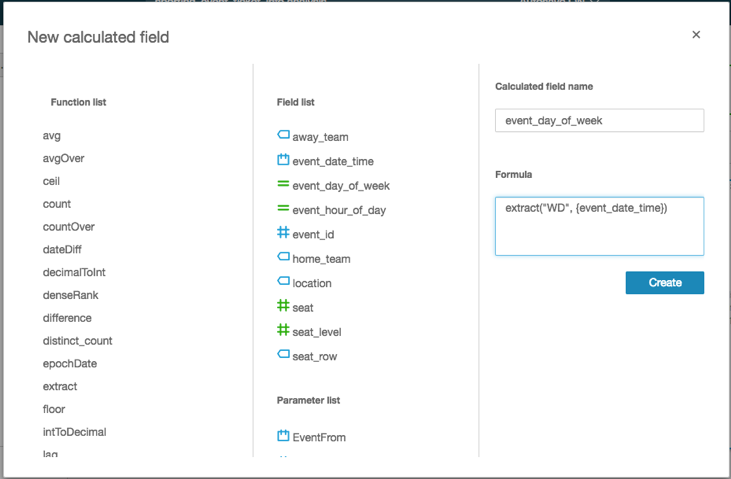 New calculated field
Function list
avg
avgOver
ceil
count
countOver
dateDiff
decimalToInt
denseRank
difference
distinct_count
epochDate
extract
floor
intToDecimal
lag
Field list
away_team
event_date_time
event_day_of_week
event_hour_of_day
event_id
home_team
location
seat
seat_level
seat_row
Parameter list
EventFrom
Calculated field name
event_day_of_week
Formula
extract("WD", {event_date_time})
Create